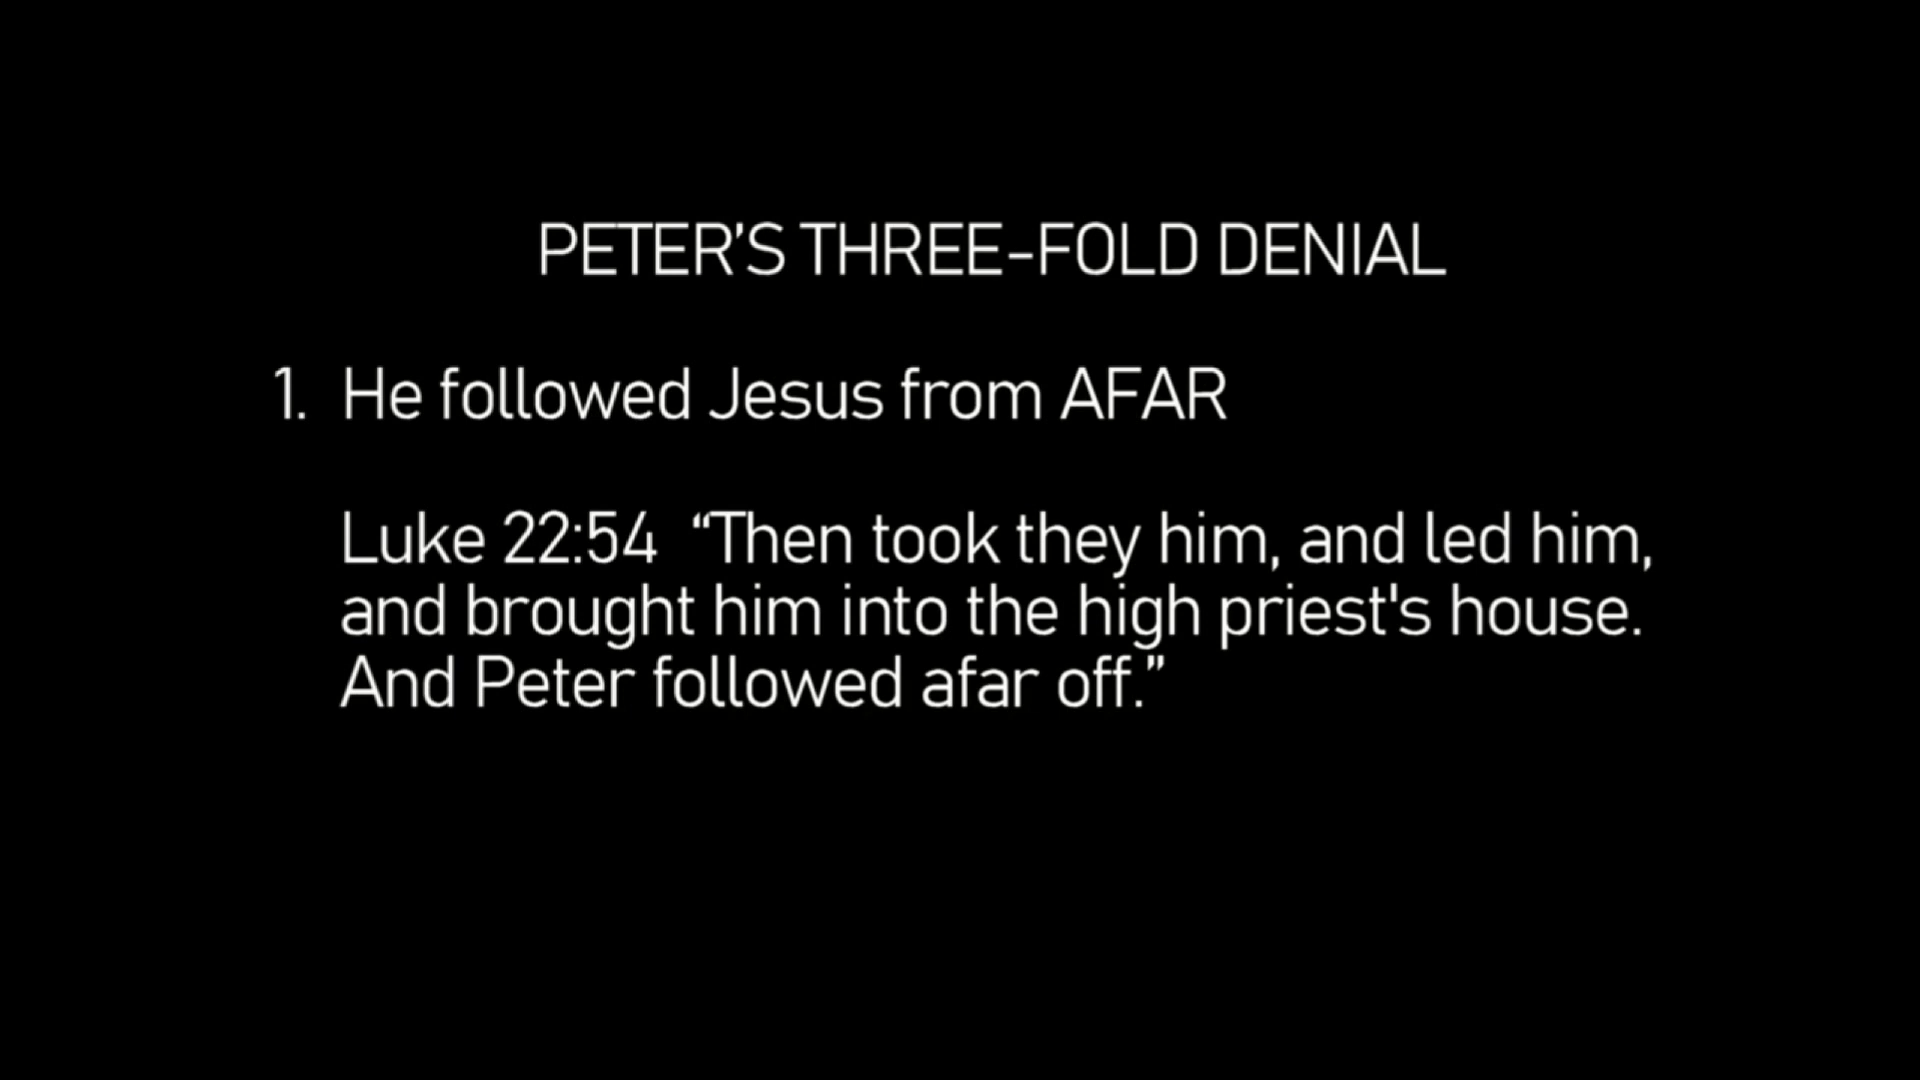 PETER’S THREE-FOLD DENIAL
1. He followed Jesus from AFAR
Luke 22:54 “Then took they him, and led him,
and brought him into the high priest's house.
And Peter followed afar off.”